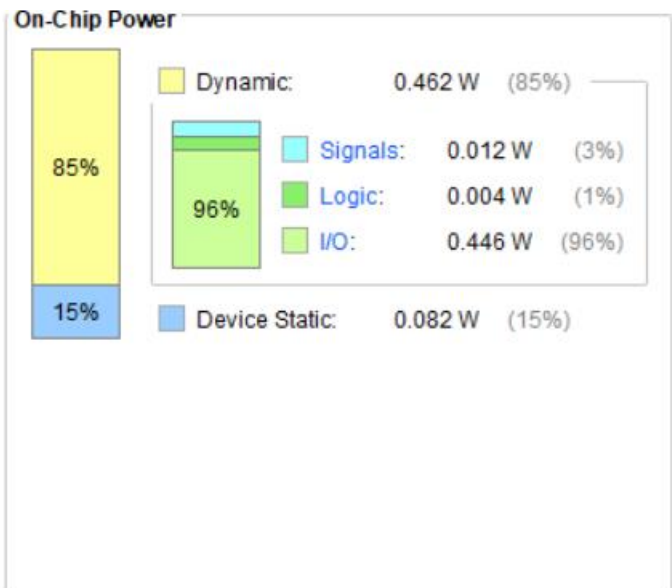 On-Chip Power
Dynamic: 0.462 W (85%)
85%
Signals: 0.012 W (3%)
Logic: 0.004 W (1%)
96%
I/O: 0.446 W (96%)
15%
Device Static: 0.082 W (15%)